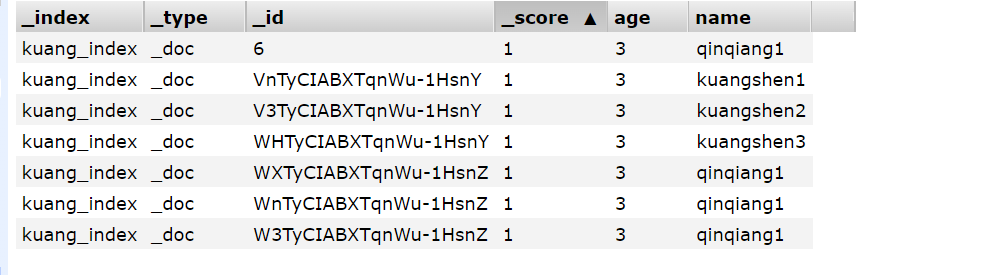 _index _type _id _score ▲ age name
kuang_index _doc 6 1 3 qinqiang1
kuang_index _doc VnTyCIABXTqnWu-1HsnY 1 3 kuangshen1
kuang_index _doc V3TyCIABXTqnWu-1HsnY 1 3 kuangshen2
kuang_index _doc WHTyCIABXTqnWu-1HsnY 1 3 kuangshen3
kuang_index _doc WXTyCIABXTqnWu-1HsnZ 1 3 qinqiang1
kuang_index _doc WnTyCIABXTqnWu-1HsnZ 1 3 qinqiang1
kuang_index _doc W3TyCIABXTqnWu-1HsnZ 1 3 qinqiang1